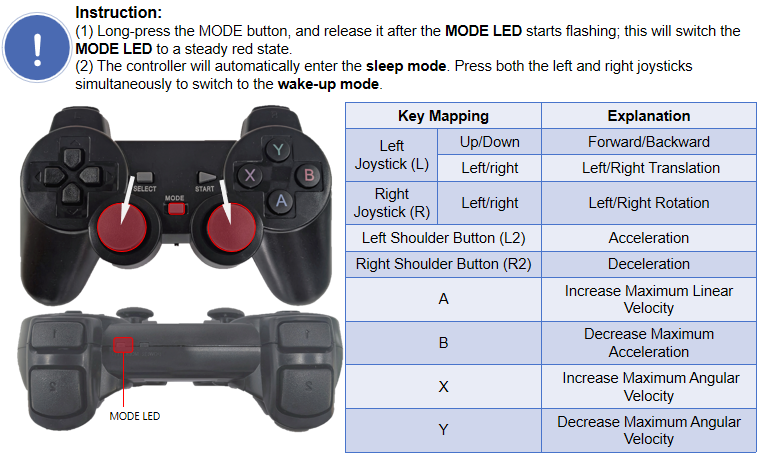 Instruction:
(1) Long-press the MODE button, and release it after the MODE LED starts flashing; this will switch the
MODE LED to a steady red state.
(2) The controller will automatically enter the sleep mode. Press both the left and right joysticks
simultaneously to switch to the wake-up mode.
!
Y
X
B
A
SELECT
START
MODE
1
1
2
2
MODE LED
Key Mapping Explanation
Left
Joystick (L)
Up/Down Forward/Backward
Left/right Left/Right Translation
Right
Joystick (R)
Left/right Left/Right Rotation
Left Shoulder Button (L2) Acceleration
Right Shoulder Button (R2) Deceleration
A
Increase Maximum Linear
Velocity
B
Decrease Maximum
Acceleration
X
Increase Maximum Angular
Velocity
Y
Decrease Maximum Angular
Velocity